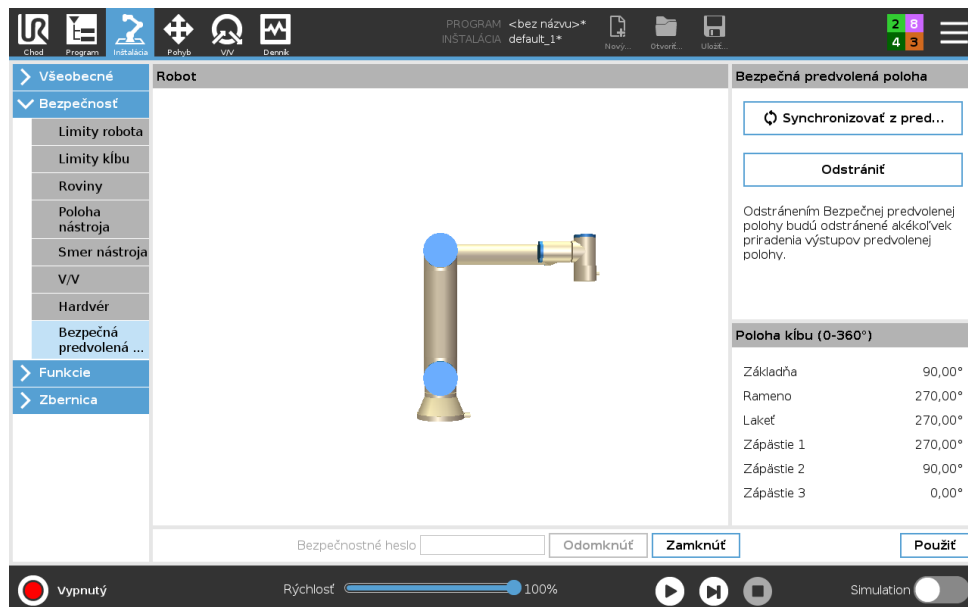 Chod
Program
Inštalácia
Pohyb
V/V
Denník
PROGRAM <bez názvu>*
INŠTALÁCIA default_1*
Nový...
Otvoriť...
Uložiť...
2 8
4 3
Všeobecné
Bezpečnosť
Limity robota
Limity kĺbu
Roviny
Poloha
nástroja
Smer nástroja
V/V
Hardvér
Bezpečná
predvolená ...
Funkcie
Zbernica
Robot
Bezpečná predvolená poloha
Synchronizovať z pred...
Odstrániť
Odstránením Bezpečnej predvolenej
polohy budú odstránené akékoľvek
priradenia výstupov predvolenej
polohy.
Poloha kĺbu (0-360°)
Základňa 90,00°
Rameno 270,00°
Lakeť 270,00°
Zápästie 1 270,00°
Zápästie 2 90,00°
Zápästie 3 0,00°
Bezpečnostné heslo
Odomknúť
Zamknúť
Použiť
Vypnutý
Rýchlosť 100%
Simulation